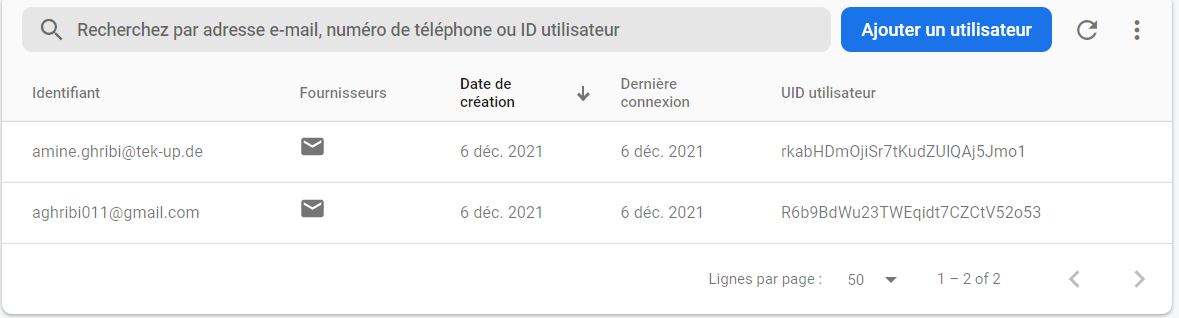 Recherchez par adresse e-mail, numéro de téléphone ou ID utilisateur
Ajouter un utilisateur
Identifiant
Fournisseurs
Date de
création
Dernière
connexion
UID utilisateur
amine.ghribi@tek-up.de
6 déc. 2021
6 déc. 2021
rkabHDmOjiSr7tKudZUlQAj5Jmo1
aghribi011@gmail.com
6 déc. 2021
6 déc. 2021
R6b9BdWu23TWEqidt7CZCtV52o53
Lignes par page :
50
1 – 2 of 2